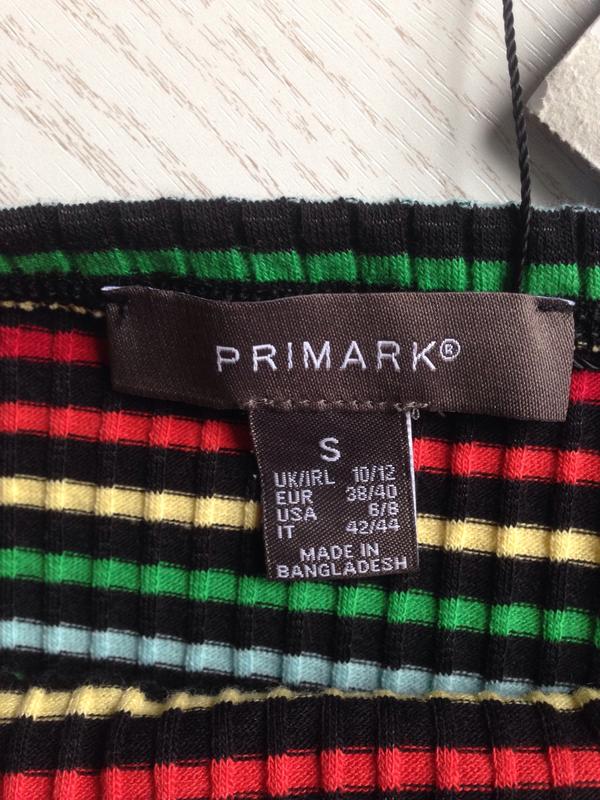 PRIMARK®
S
UK/IRL 10/12
EUR 38/40
USA 6/8
IT 42/44
MADE IN
BANGLADESH